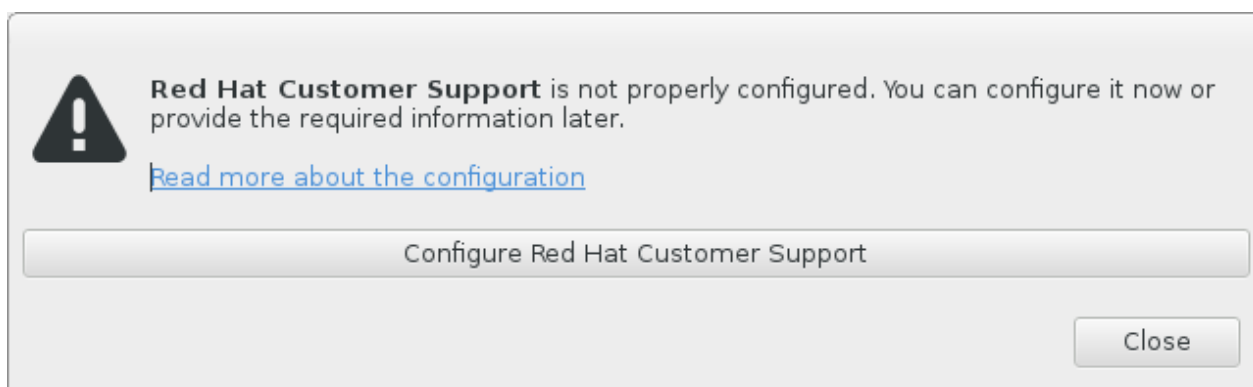 Red Hat Customer Support is not properly configured. You can configure it now or
provide the required information later.
Read more about the configuration
Configure Red Hat Customer Support
Close